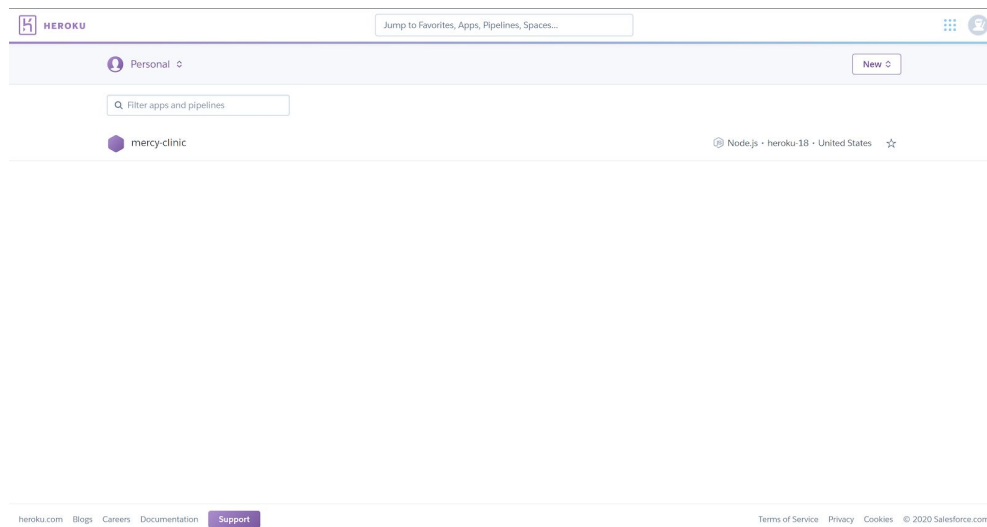 HEROKU
Jump to Favorites, Apps, Pipelines, Spaces...
Personal
New
Filter apps and pipelines
mercy-clinic
Node.js • heroku-18 • United States
heroku.com Blogs Careers Documentation Support
Terms of Service Privacy Cookies © 2020 Salesforce.com